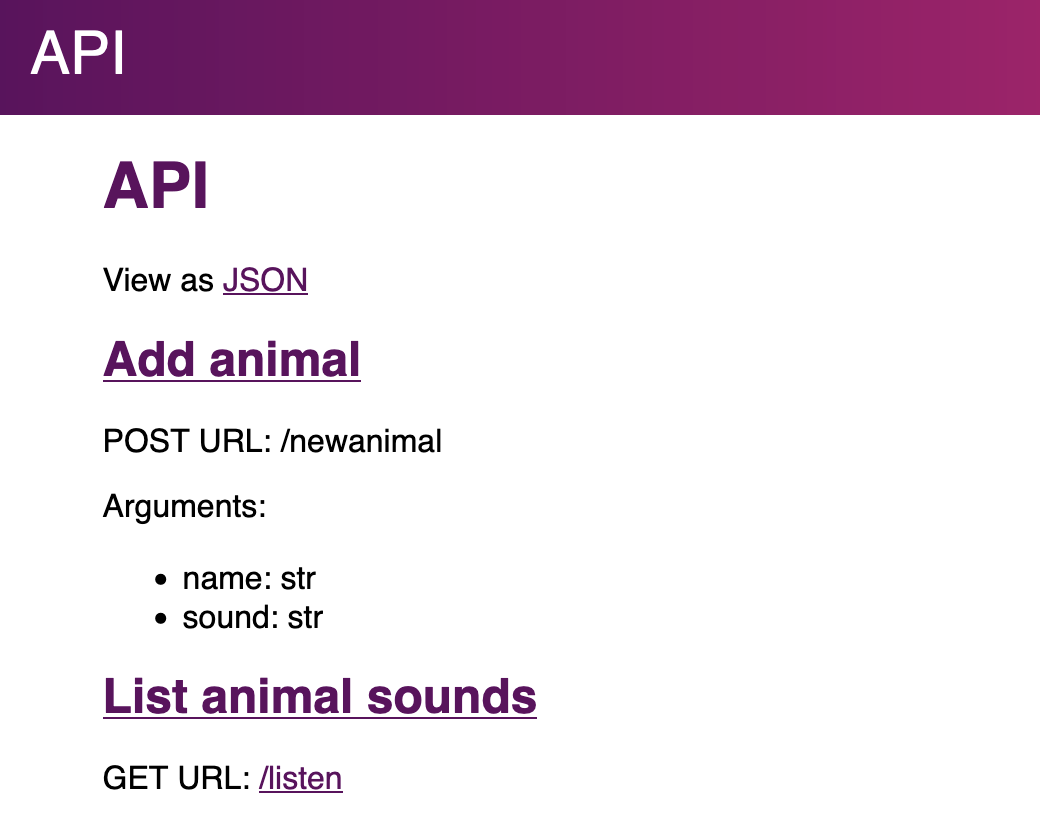 API
API
View as JSON
Add animal
POST URL: /newanimal
Arguments:
name: str
sound: str
List animal sounds
GET URL: /listen